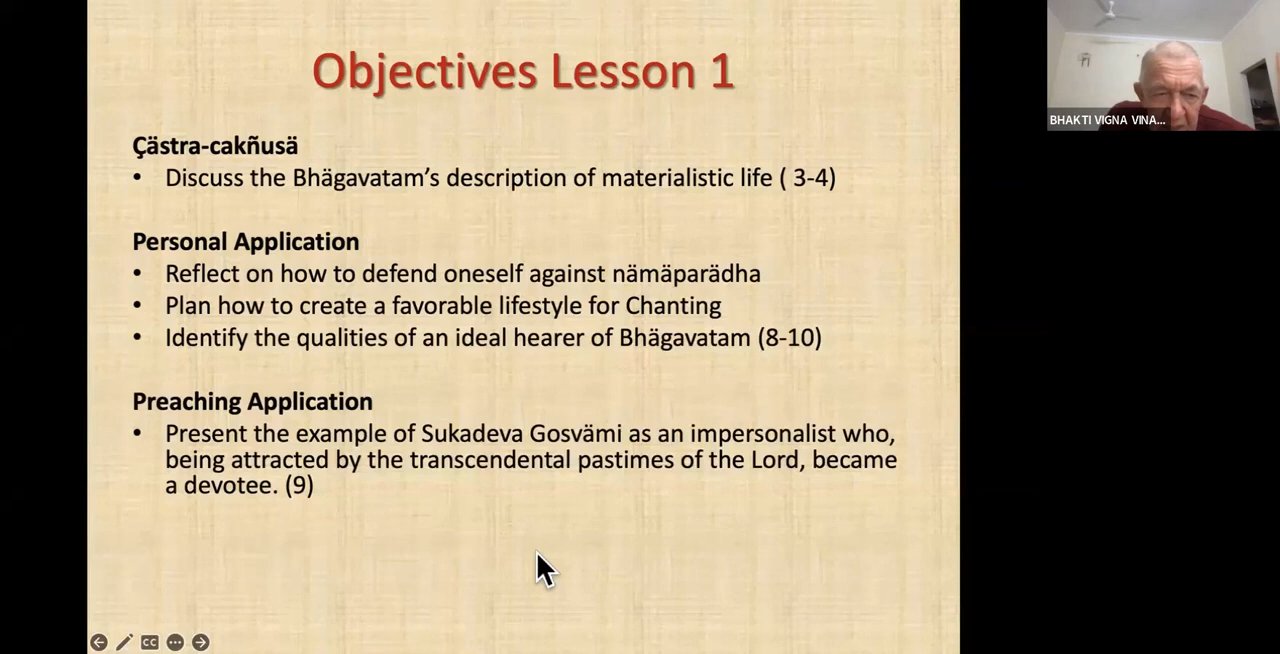 Objectives Lesson 1
Çästra-cakñusä
• Discuss the Bhägavatam’s description of materialistic life ( 3-4)
Personal Application
• Reflect on how to defend oneself against nämäparädha
• Plan how to create a favorable lifestyle for Chanting
• Identify the qualities of an ideal hearer of Bhägavatam (8-10)
Preaching Application
• Present the example of Sukadeva Gosvämi as an impersonalist who,
being attracted by the transcendental pastimes of the Lord, became
a devotee. (9)
BHAKTI VIGNA VINA...
CC